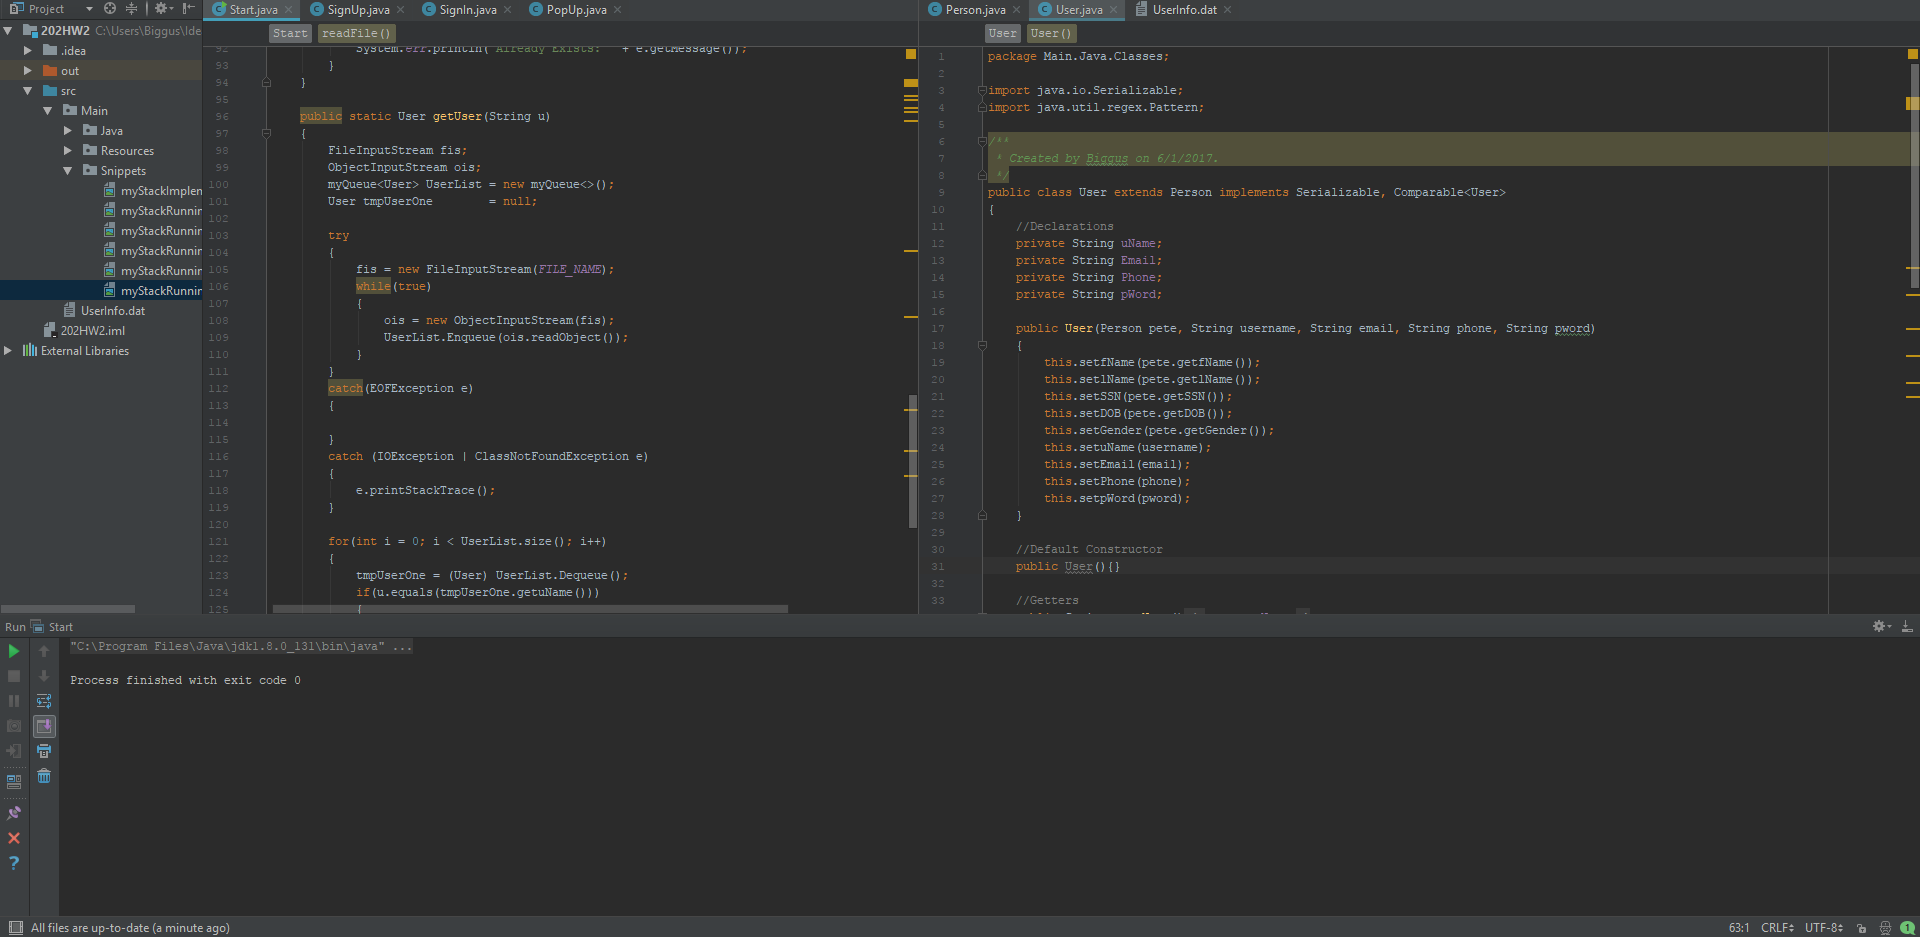 Project
Start.java
SignUp.java
SignIn.java
PopUp.java
Person.java
User.java
UserInfo.dat
202HW2 C:\Users\Biggus\Ide
.idea
out
src
Main
Java
Resources
Snippets
myStackImplen
myStackRunnir
myStackRunnir
myStackRunnir
myStackRunnir
myStackRunnir
UserInfo.dat
202HW2.iml
External Libraries
Start readFile()
92 System.err.println("Already Exists: " + e.getMessage());
93 }
94 }
95
96 public static User getUser(String u)
97 {
98 FileInputStream fis;
99 ObjectInputStream ois;
100 myQueue<User> UserList = new myQueue<>();
101 User tmpUserOne = null;
102
103 try
104 {
105 fis = new FileInputStream(FILE_NAME);
106 while(true)
107 {
108 ois = new ObjectInputStream(fis);
109 UserList.Enqueue(ois.readObject());
110 }
111 }
112 catch(EOFException e)
113 {
114
115 }
116 catch (IOException | ClassNotFoundException e)
117 {
118 e.printStackTrace();
119 }
120
121 for(int i = 0; i < UserList.size(); i++)
122 {
123 tmpUserOne = (User) UserList.Dequeue();
124 if(u.equals(tmpUserOne.getuName()))
125 {
User User()
1 package Main.Java.Classes;
2
3 import java.io.Serializable;
4 import java.util.regex.Pattern;
5
6 /**
7 * Created by Biggus on 6/1/2017.
8 */
9 public class User extends Person implements Serializable, Comparable<User>
10 {
11 //Declarations
12 private String uName;
13 private String Email;
14 private String Phone;
15 private String pWord;
16
17 public User(Person pete, String username, String email, String phone, String pword)
18 {
19 this.setfName(pete.getfName());
20 this.setlName(pete.getlName());
21 this.setSSN(pete.getSSN());
22 this.setDOB(pete.getDOB());
23 this.setGender(pete.getGender());
24 this.setuName(username);
25 this.setEmail(email);
26 this.setPhone(phone);
27 this.setpWord(pword);
28 }
29
30 //Default Constructor
31 public User(){}
32
33 //Getters
Run Start
"C:\Program Files\Java\jdk1.8.0_131\bin\java" ...
Process finished with exit code 0
All files are up-to-date (a minute ago)
63:1 CRLF UTF-8 1